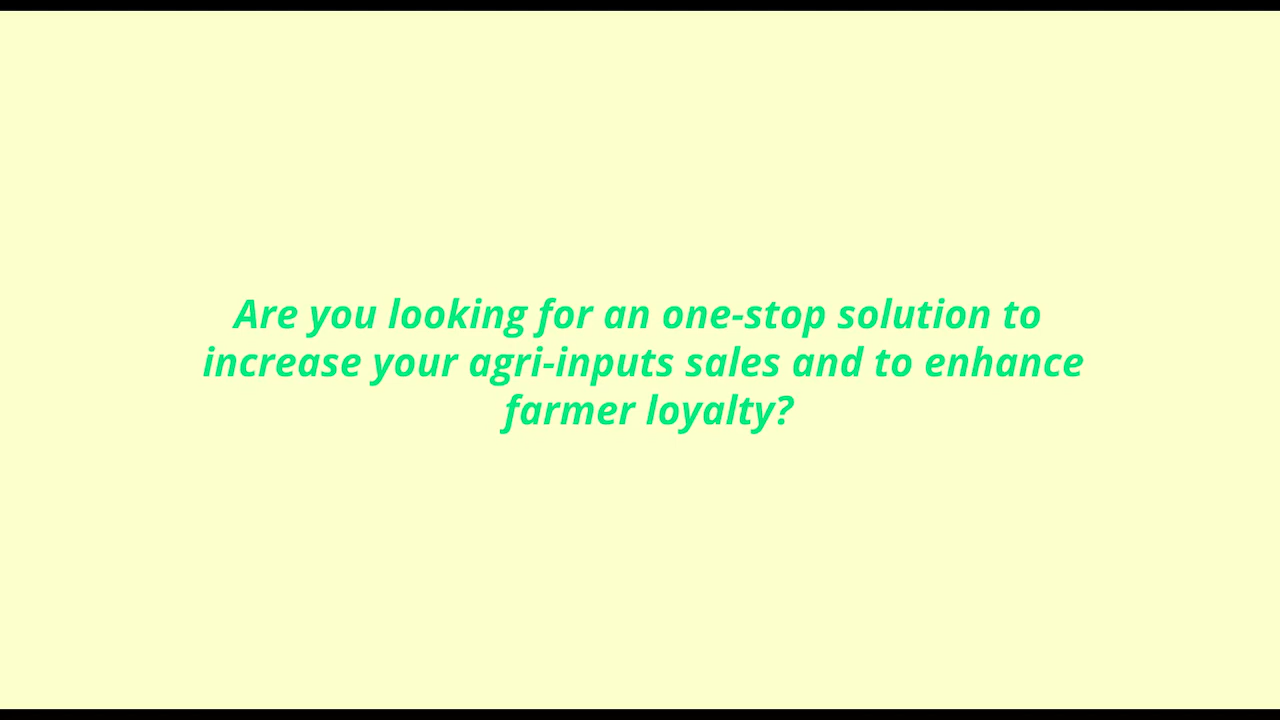 Are you looking for an one-stop solution to
increase your agri-inputs sales and to enhance
farmer loyalty?